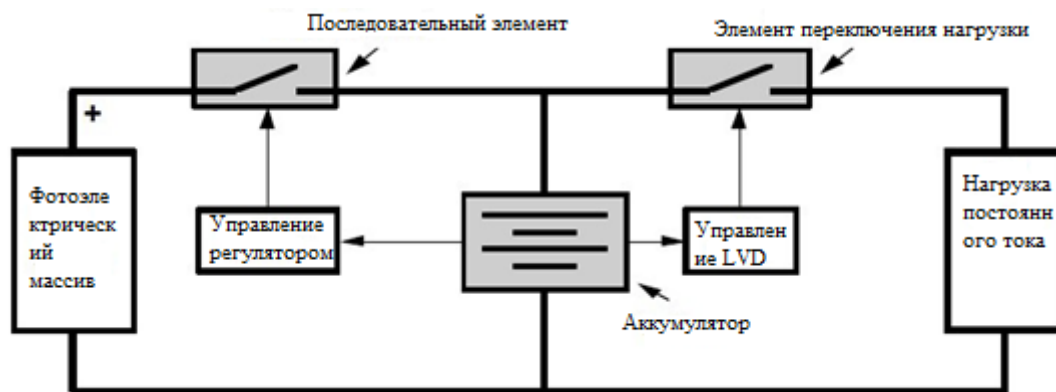 Последовательный элемент
Элемент переключения нагрузки
+
Фотоэле
ктрическ
ий
массив
Управление
регулятором
Управлен
ие LVD
Нагрузка
постоянн
ого тока
Аккумулятор